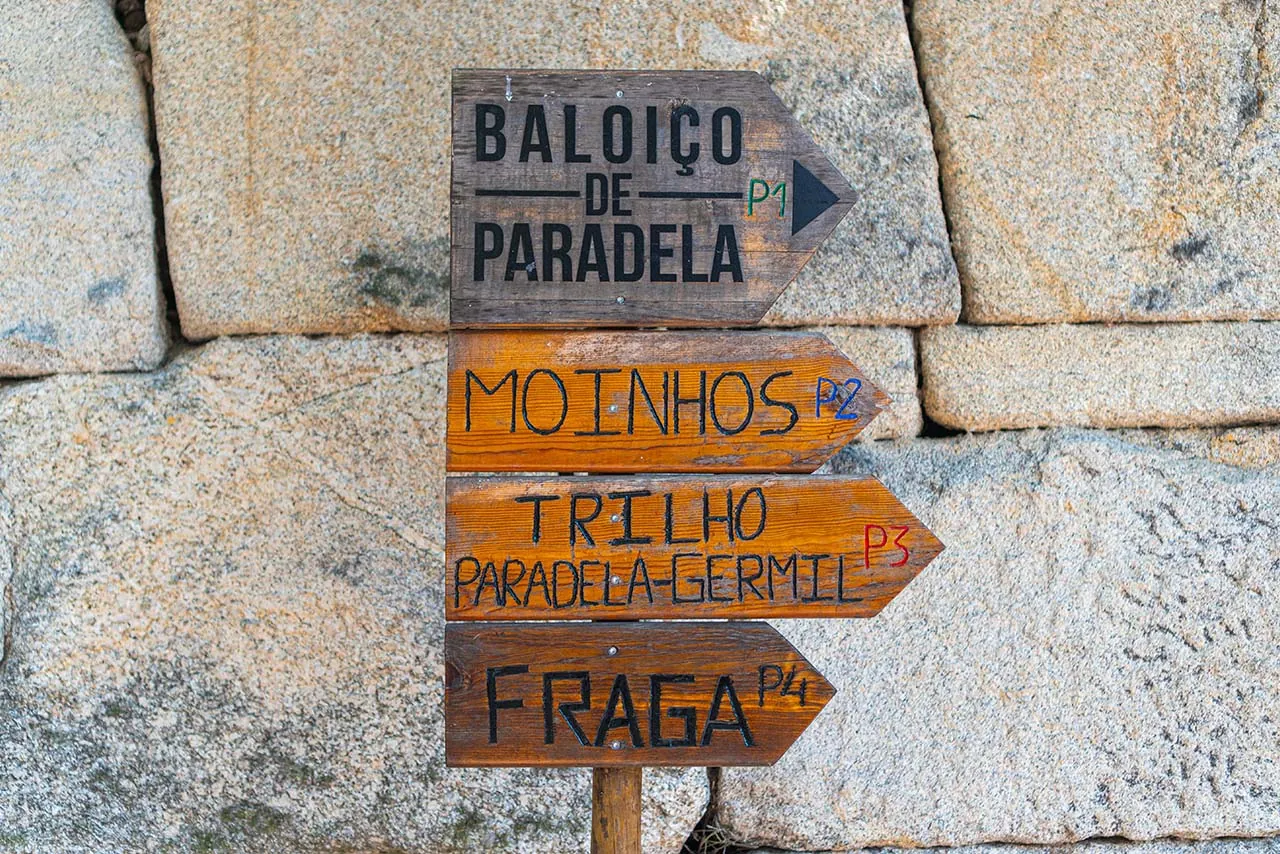 BALOIÇO
DE P1
PARADELA
MOINHOS P2
TRILHO
PARADELA-GERMIL P3
FRAGA P4